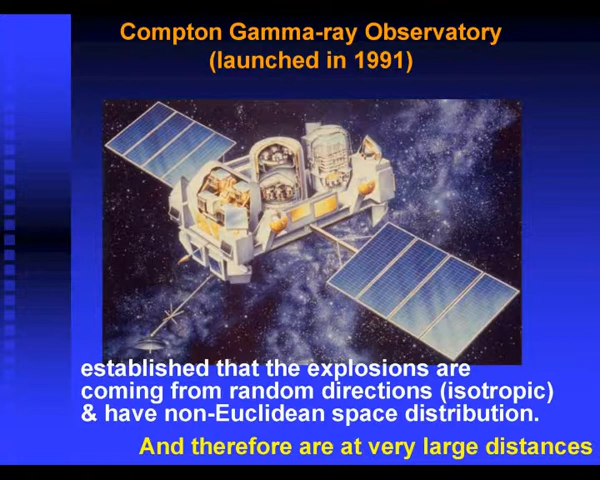 Compton Gamma-ray Observatory
(launched in 1991)
established that the explosions are
coming from random directions (isotropic)
& have non-Euclidean space distribution.
And therefore are at very large distances